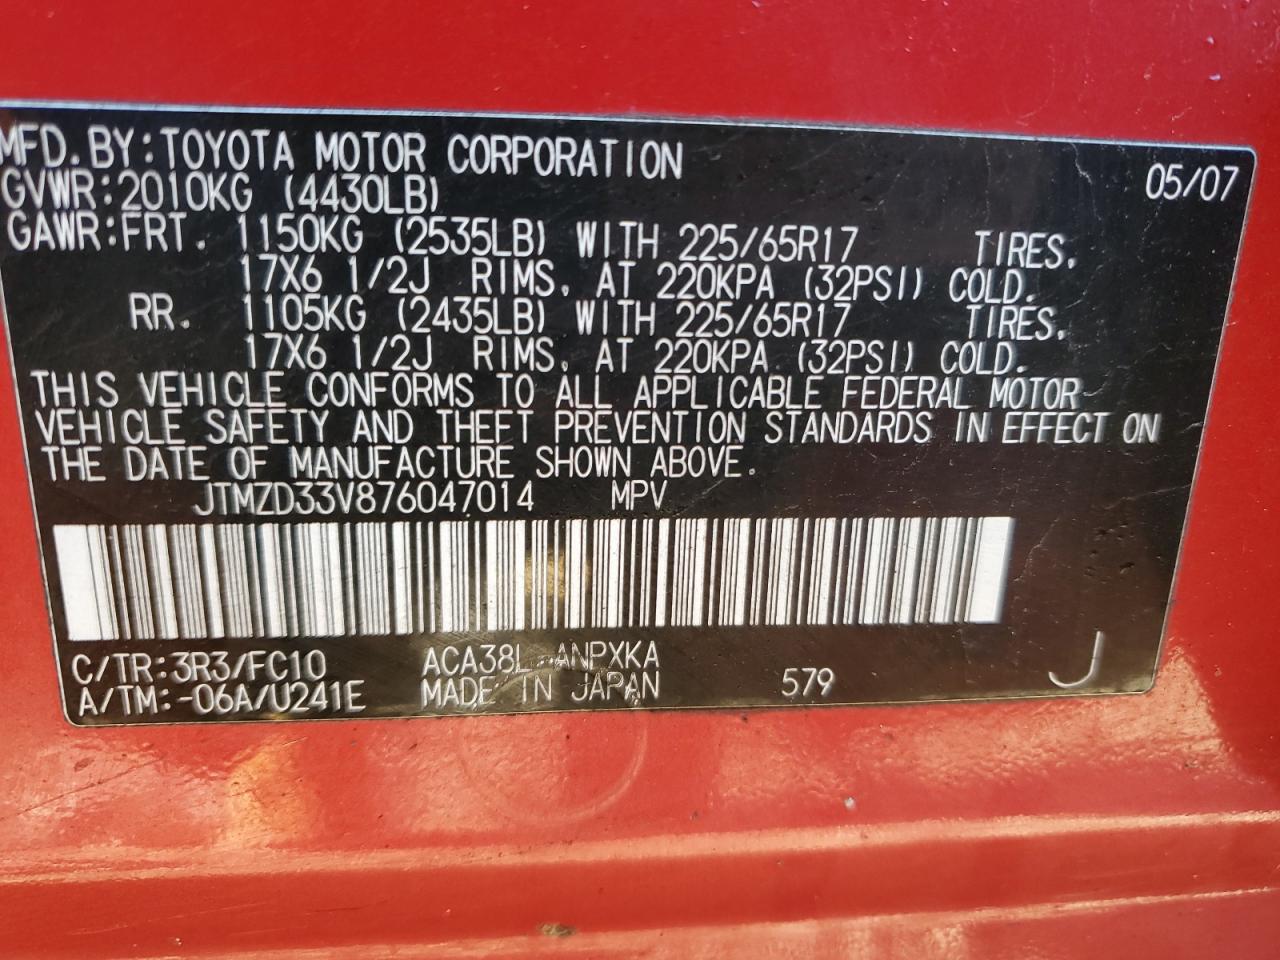 MFD. BY: TOYOTA MOTOR CORPORATION 05/07
GVWR: 2010KG (4430LB)
GAWR: FRT. 1150KG (2535LB) WITH 225/65R17 TIRES,
17X6 1/2J RIMS, AT 220KPA (32PSI) COLD.
RR. 1105KG (2435LB) WITH 225/65R17 TIRES,
17X6 1/2J RIMS, AT 220KPA (32PSI) COLD.
THIS VEHICLE CONFORMS TO ALL APPLICABLE FEDERAL MOTOR
VEHICLE SAFETY AND THEFT PREVENTION STANDARDS IN EFFECT ON
THE DATE OF MANUFACTURE SHOWN ABOVE.
JTMZD33V876047014 MPV
C/TR: 3R3/FC10 ACA38L-ANPXKA
A/TM: -06A/U241E MADE IN JAPAN 579 J